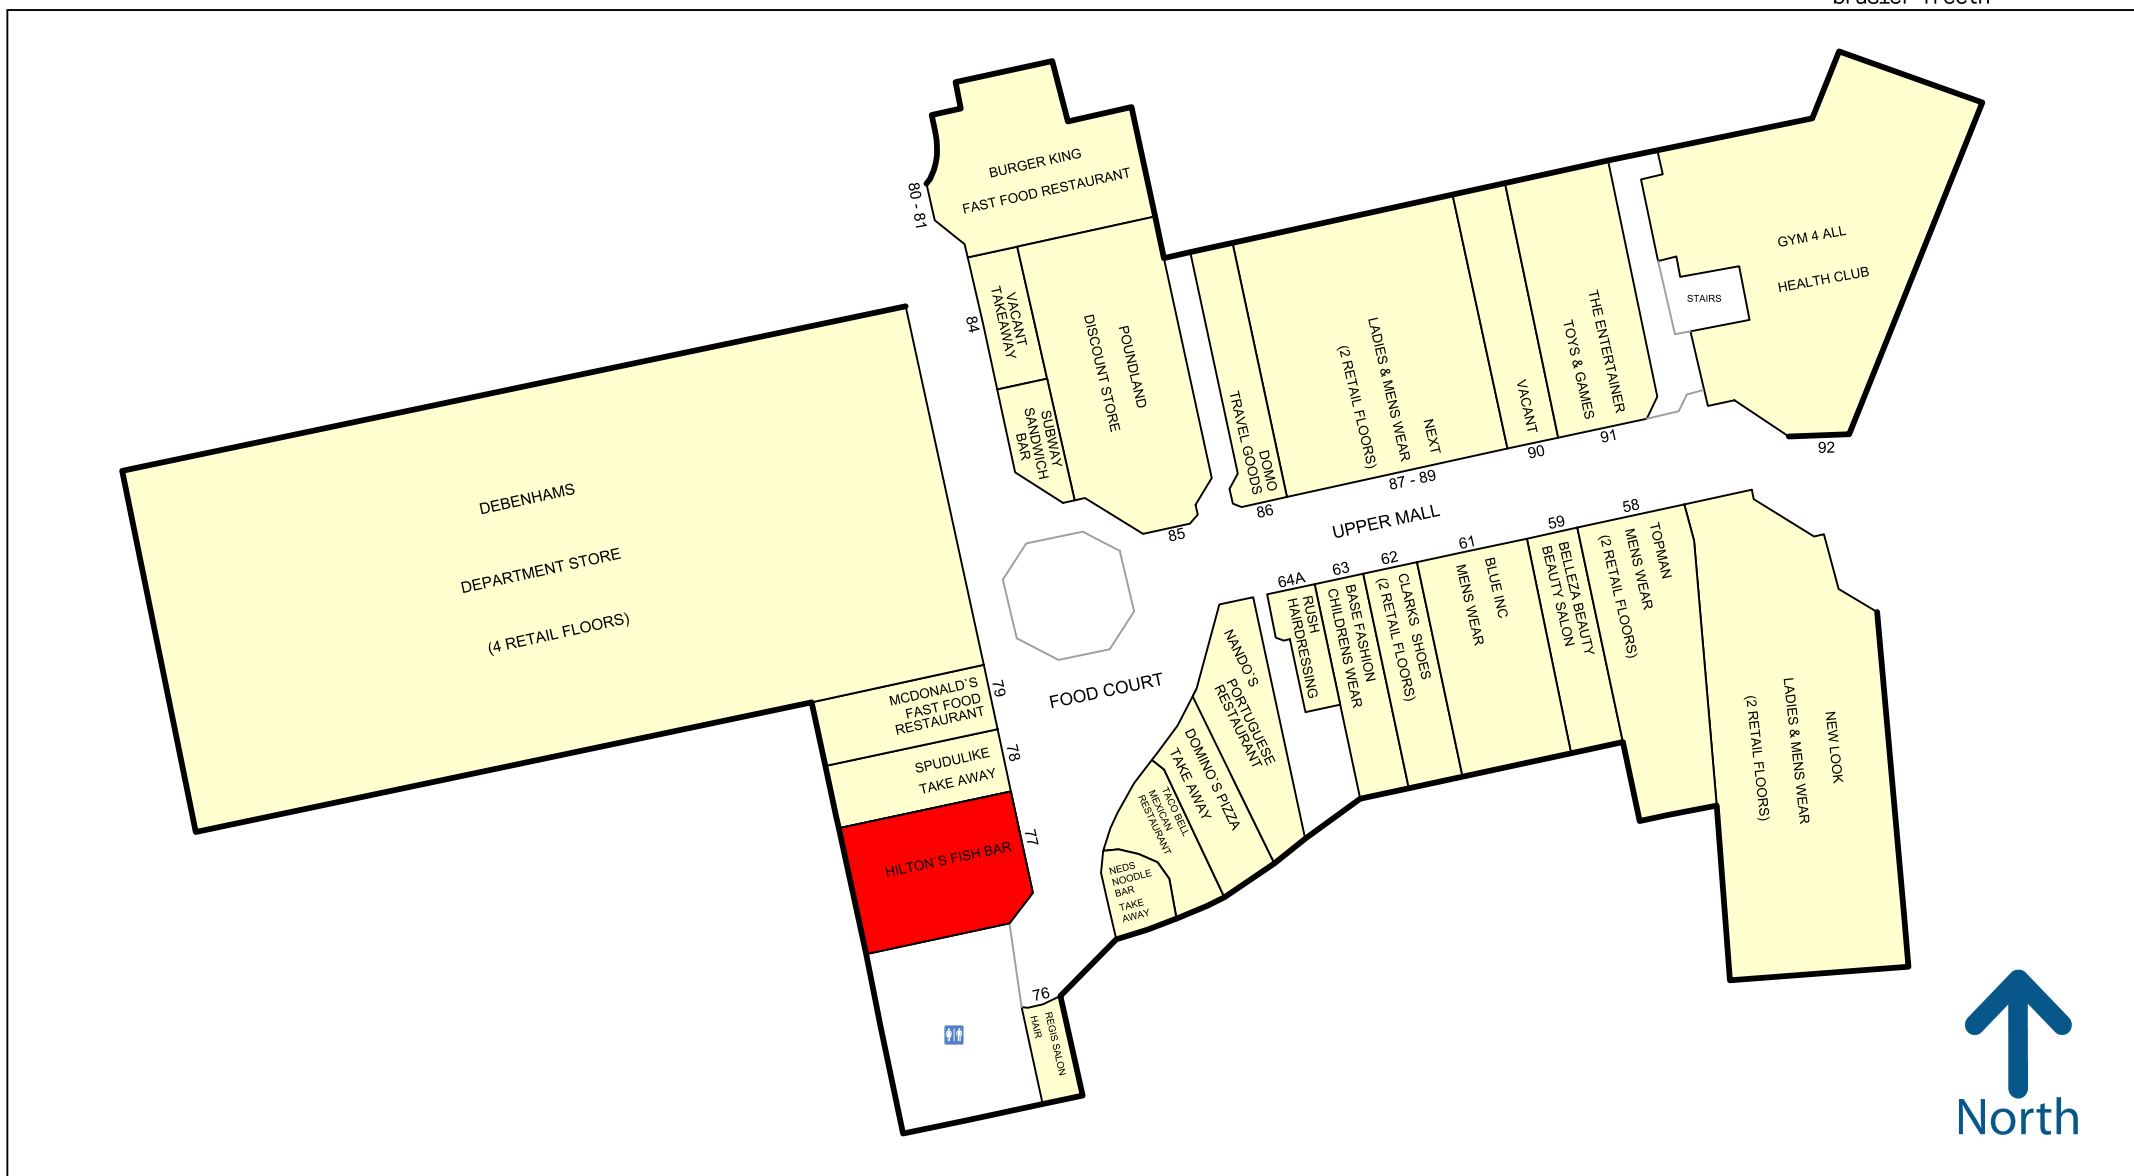 BURGER KING
FAST FOOD RESTAURANT
80 - 81
VACANT
TAKEAWAY
84
POUNDLAND
DISCOUNT STORE
SUBWAY
SANDWICH
BAR
85
DOMO
TRAVEL GOODS
86
NEXT
LADIES & MENS WEAR
(2 RETAIL FLOORS)
87 - 89
VACANT
90
THE ENTERTAINER
TOYS & GAMES
91
STAIRS
GYM 4 ALL
HEALTH CLUB
92
DEBENHAMS
DEPARTMENT STORE
(4 RETAIL FLOORS)
UPPER MALL
FOOD COURT
64A
RUSH
HAIRDRESSING
63
BASE FASHION
CHILDRENS WEAR
62
CLARKS SHOES
(2 RETAIL FLOORS)
61
BLUE INC
MENS WEAR
59
BELLEZA BEAUTY
BEAUTY SALON
58
TOPMAN
MENS WEAR
(2 RETAIL FLOORS)
NEW LOOK
LADIES & MENS WEAR
(2 RETAIL FLOORS)
MCDONALD`S
FAST FOOD
RESTAURANT
79
SPUDULIKE
TAKE AWAY
78
HILTON`S FISH BAR
77
NANDO`S
PORTUGUESE
RESTAURANT
DOMINO`S PIZZA
TAKE AWAY
TACO BELL
MEXICAN
RESTAURANT
NEDS
NOODLE
BAR
TAKE
AWAY
76
REGIS SALON
HAIR
North